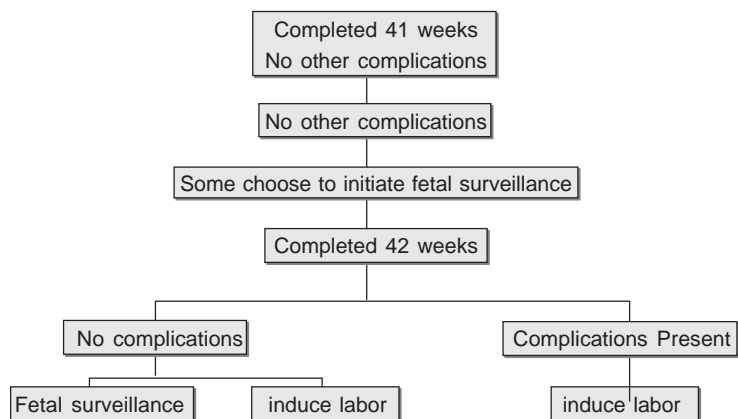 Completed 41 weeks
No other complications
No other complications
Some choose to initiate fetal surveillance
Completed 42 weeks
No complications
Complications Present
Fetal surveillance
induce labor
induce labor